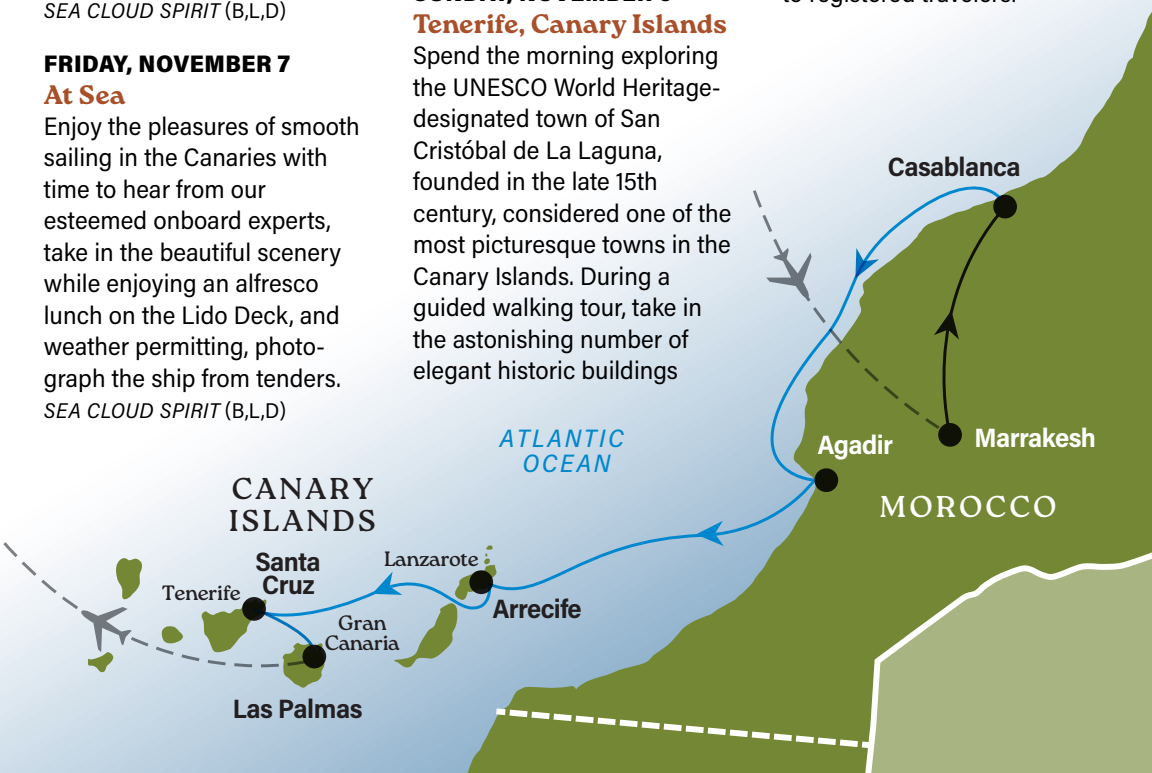 SEA CLOUD SPIRIT (B,L,D)
FRIDAY, NOVEMBER 7
At Sea
Enjoy the pleasures of smooth
sailing in the Canaries with
time to hear from our
esteemed onboard experts,
take in the beautiful scenery
while enjoying an alfresco
lunch on the Lido Deck, and
weather permitting, photo-
graph the ship from tenders.
SEA CLOUD SPIRIT (B,L,D)
Tenerife, Canary Islands
Spend the morning exploring
the UNESCO World Heritage-
designated town of San
Cristóbal de La Laguna,
founded in the late 15th
century, considered one of the
most picturesque towns in the
Canary Islands. During a
guided walking tour, take in
the astonishing number of
elegant historic buildings
to registered travelers.
Casablanca
Marrakesh
Agadir
MOROCCO
ATLANTIC
OCEAN
CANARY
ISLANDS
Santa
Cruz
Lanzarote
Tenerife
Arrecife
Gran
Canaria
Las Palmas